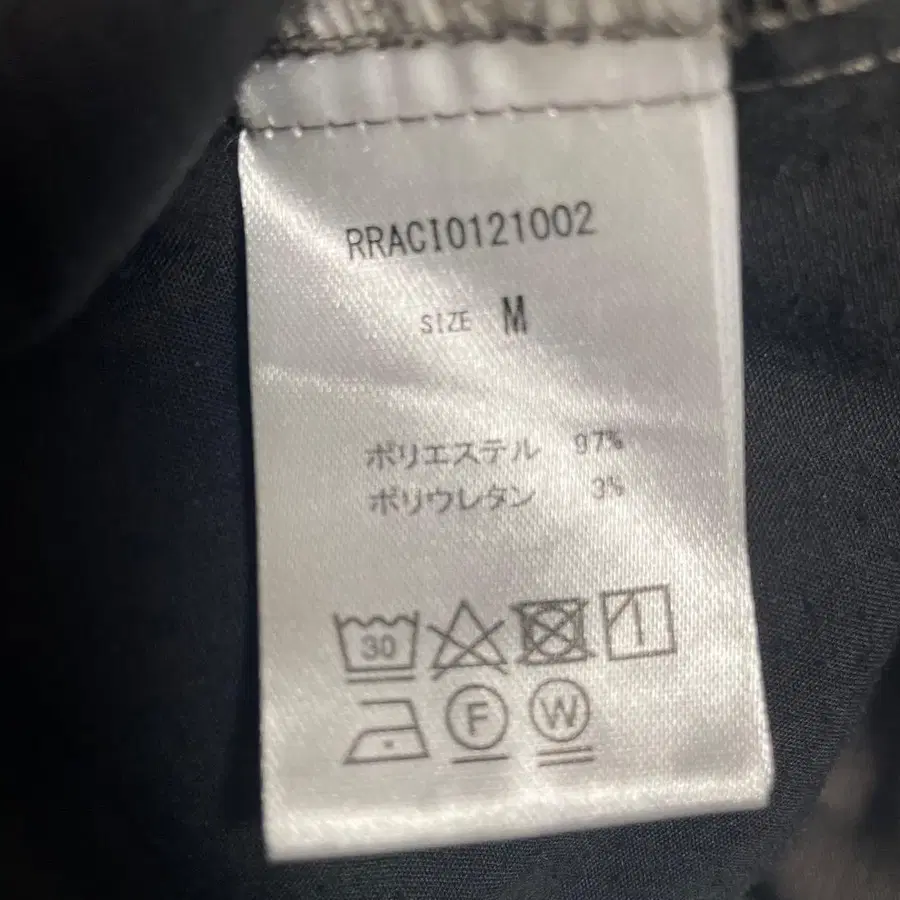 RRACI0121002
SIZE M
ポリエステル 97%
ポリウレタン 3%
30
F W